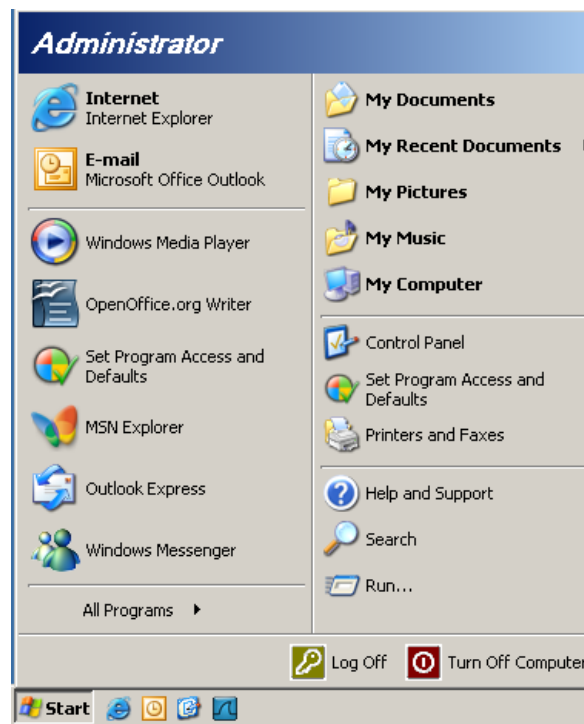 Administrator
Internet
Internet Explorer
E-mail
Microsoft Office Outlook
Windows Media Player
OpenOffice.org Writer
Set Program Access and
Defaults
MSN Explorer
Outlook Express
Windows Messenger
All Programs
My Documents
My Recent Documents
My Pictures
My Music
My Computer
Control Panel
Set Program Access and
Defaults
Printers and Faxes
Help and Support
Search
Run...
Log Off
Turn Off Computer
Start